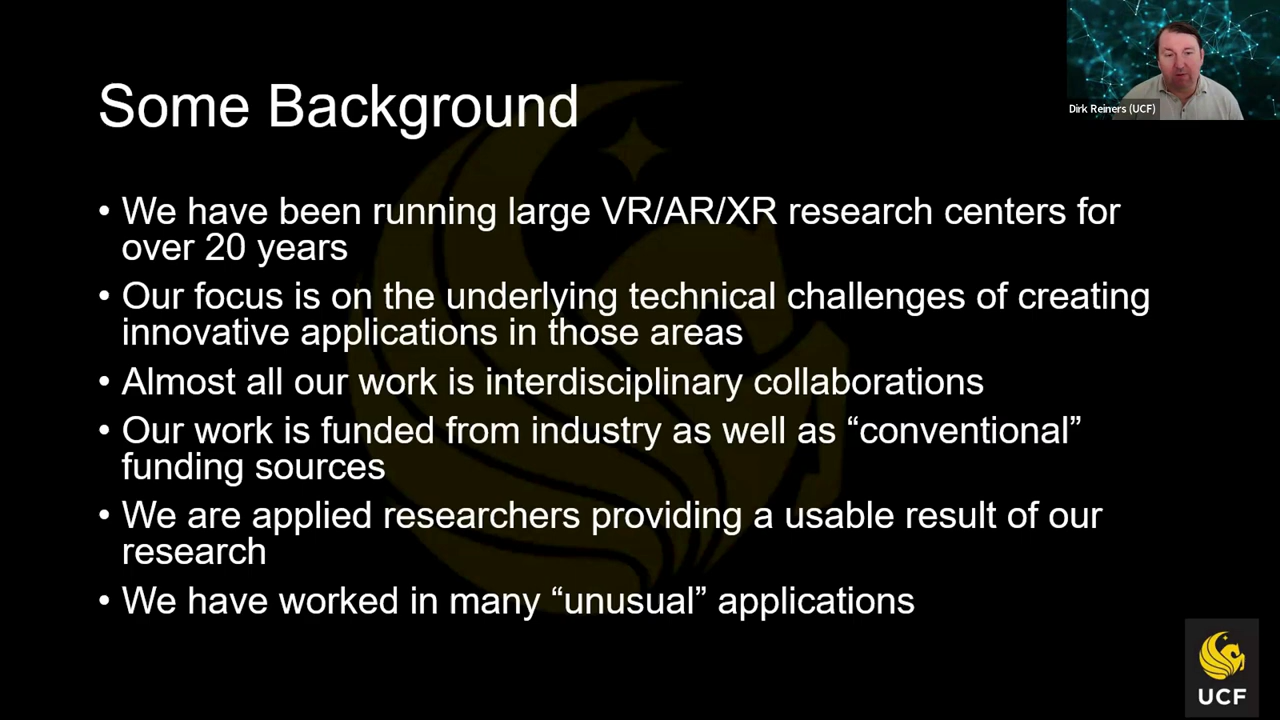 Some Background
Dirk Reiners (UCF)
• We have been running large VR/AR/XR research centers for
over 20 years
• Our focus is on the underlying technical challenges of creating
innovative applications in those areas
• Almost all our work is interdisciplinary collaborations
• Our work is funded from industry as well as “conventional”
funding sources
• We are applied researchers providing a usable result of our
research
• We have worked in many “unusual” applications
UCF